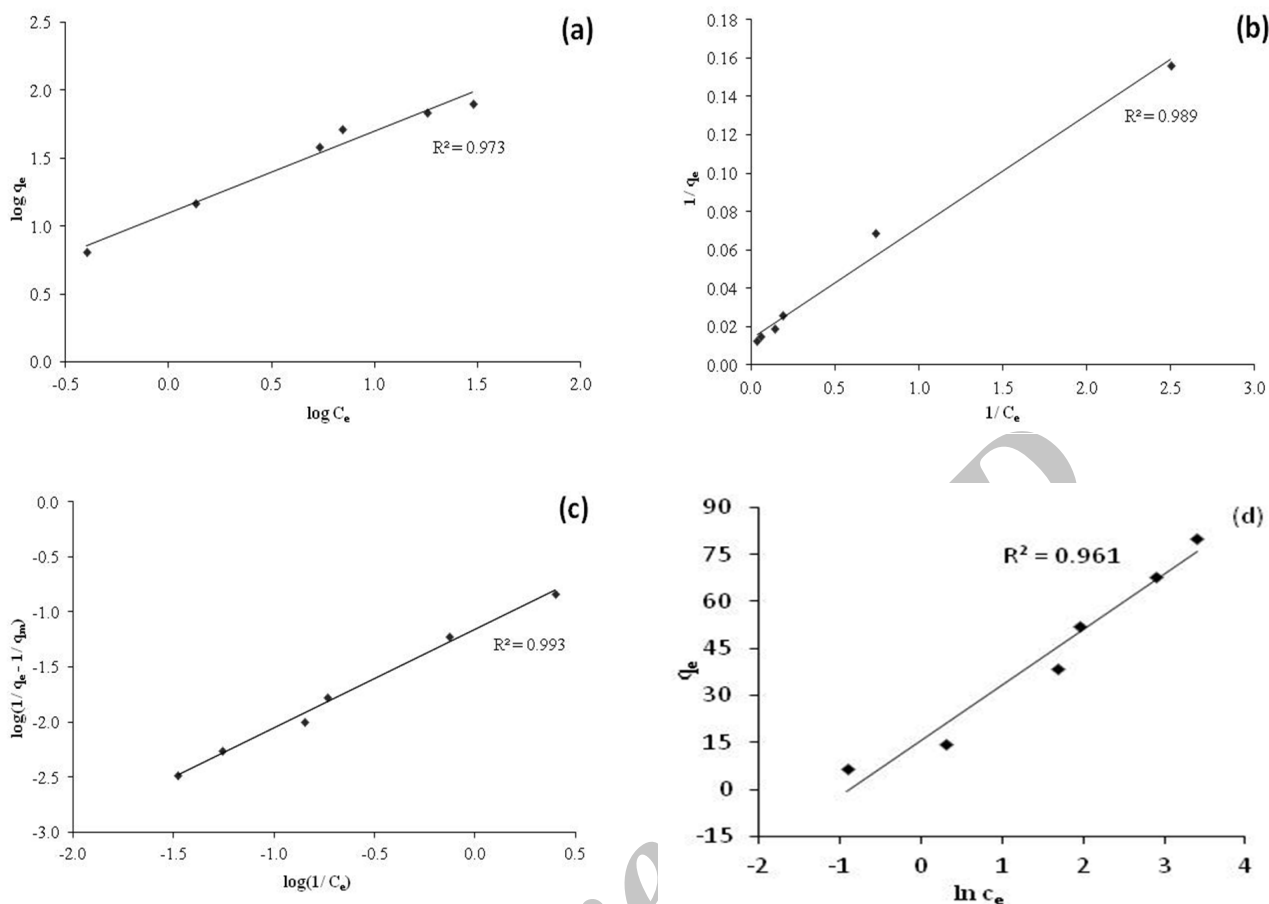 (a)
2.5
2.0
1.5
1.0
0.5
0.0
log qe
R² = 0.973
-0.5 0.0 0.5 1.0 1.5 2.0
log Ce
(b)
0.18
0.16
0.14
0.12
0.10
0.08
0.06
0.04
0.02
0.00
1/ qe
R² = 0.989
0.0 0.5 1.0 1.5 2.0 2.5 3.0
1/ Ce
(c)
0.0
-0.5
-1.0
-1.5
-2.0
-2.5
-3.0
log(1/ qe - 1/ qm)
R² = 0.993
-2.0 -1.5 -1.0 -0.5 0.0 0.5
log(1/ Ce)
(d)
90
75
60
45
30
15
0
-15
qe
R² = 0.961
-2 -1 0 1 2 3 4
ln ce